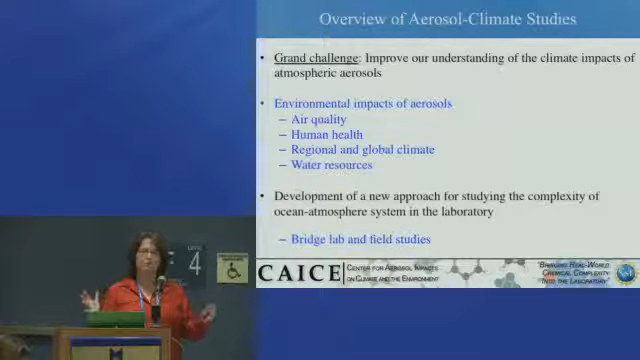 Overview of Aerosol-Climate Studies
• Grand challenge: Improve our understanding of the climate impacts of
atmospheric aerosols
• Environmental impacts of aerosols
– Air quality
– Human health
– Regional and global climate
– Water resources
• Development of a new approach for studying the complexity of
ocean-atmosphere system in the laboratory
– Bridge lab and field studies
CAICE
CENTER FOR AEROSOL IMPACTS
ON CLIMATE AND THE ENVIRONMENT
"BRINGING REAL-WORLD
CHEMICAL COMPLEXITY
INTO THE LABORATORY"
4